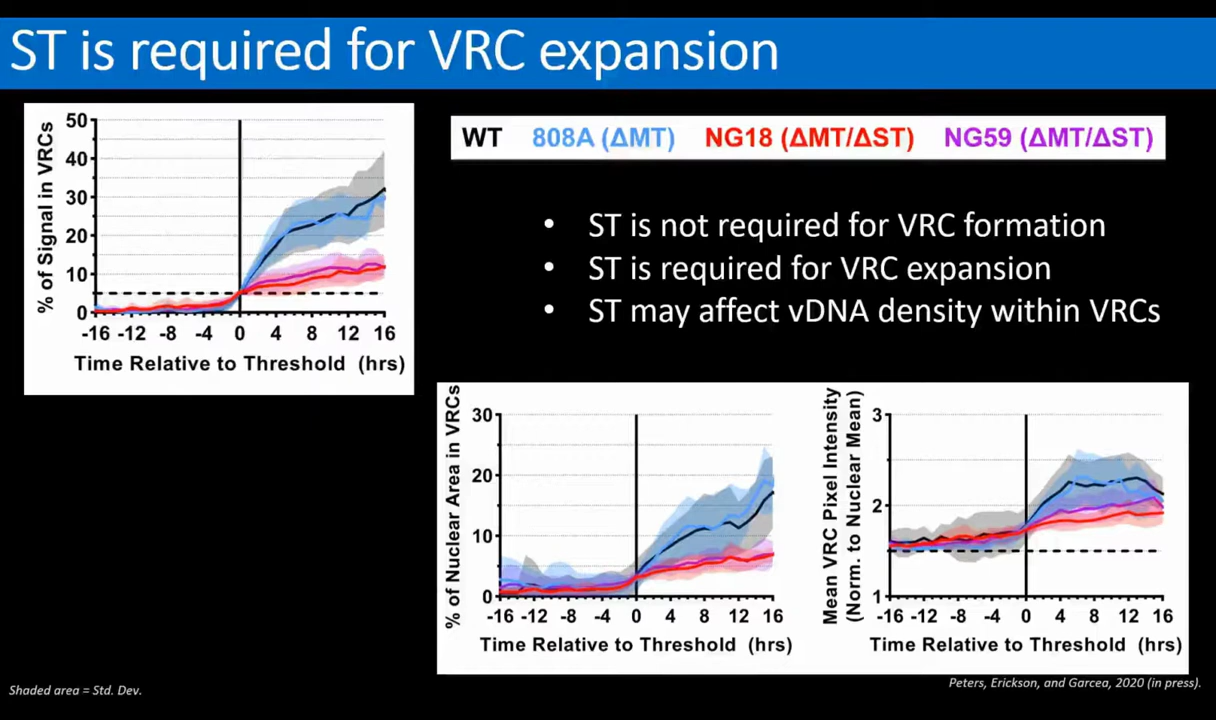 ST is required for VRC expansion
WT 808A (ΔMT) NG18 (ΔMT/ΔST) NG59 (ΔMT/ΔST)
% of Signal in VRCs
50
40
30
20
10
0
-16 -12 -8 -4 0 4 8 12 16
Time Relative to Threshold (hrs)
• ST is not required for VRC formation
• ST is required for VRC expansion
• ST may affect vDNA density within VRCs
% of Nuclear Area in VRCs
30
20
10
0
-16 -12 -8 -4 0 4 8 12 16
Time Relative to Threshold (hrs)
Mean VRC Pixel Intensity
(Norm. to Nuclear Mean)
3
2
1
-16 -12 -8 -4 0 4 8 12 16
Time Relative to Threshold (hrs)
Shaded area = Std. Dev.
Peters, Erickson, and Garcea, 2020 (in press).